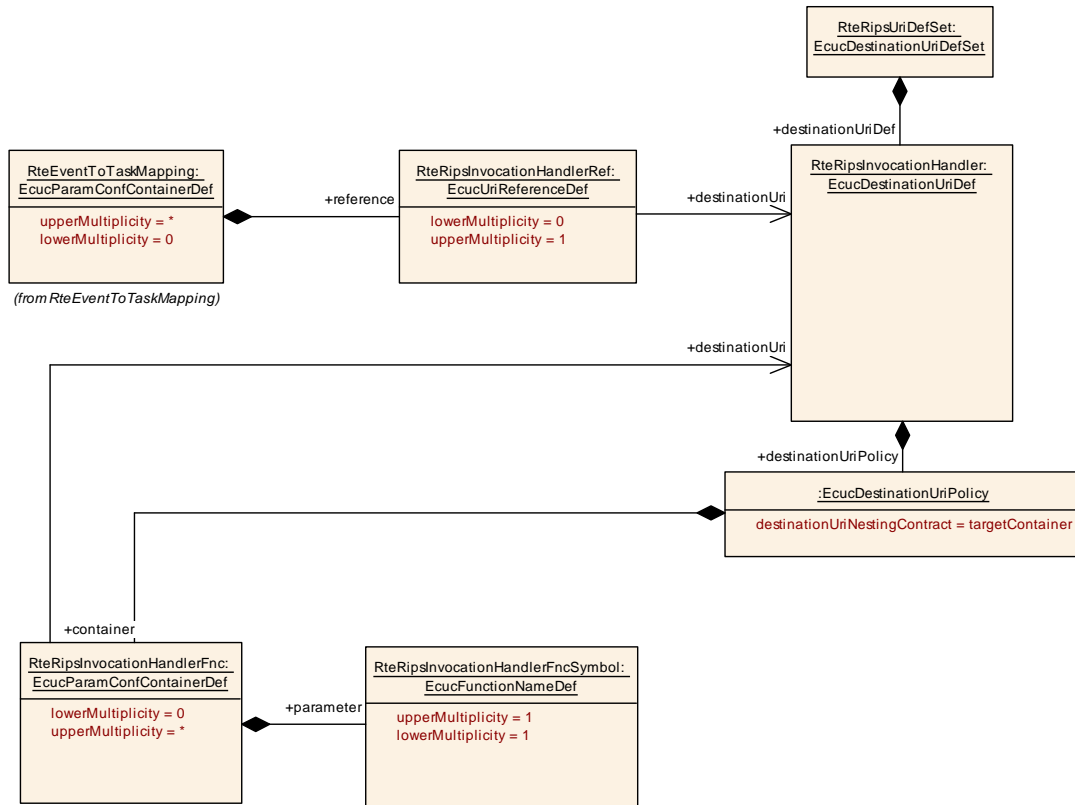 RteRipsUriDefSet:
EcucDestinationUriDefSet
+destinationUriDef
RteEventToTaskMapping:
EcucParamConfContainerDef
upperMultiplicity = *
lowerMultiplicity = 0
(from RteEventToTaskMapping)
+reference
RteRipsInvocationHandlerRef:
EcucUriReferenceDef
lowerMultiplicity = 0
upperMultiplicity = 1
+destinationUri
RteRipsInvocationHandler:
EcucDestinationUriDef
+destinationUri
+destinationUriPolicy
:EcucDestinationUriPolicy
destinationUriNestingContract = targetContainer
+container
RteRipsInvocationHandlerFnc:
EcucParamConfContainerDef
lowerMultiplicity = 0
upperMultiplicity = *
+parameter
RteRipsInvocationHandlerFncSymbol:
EcucFunctionNameDef
upperMultiplicity = 1
lowerMultiplicity = 1